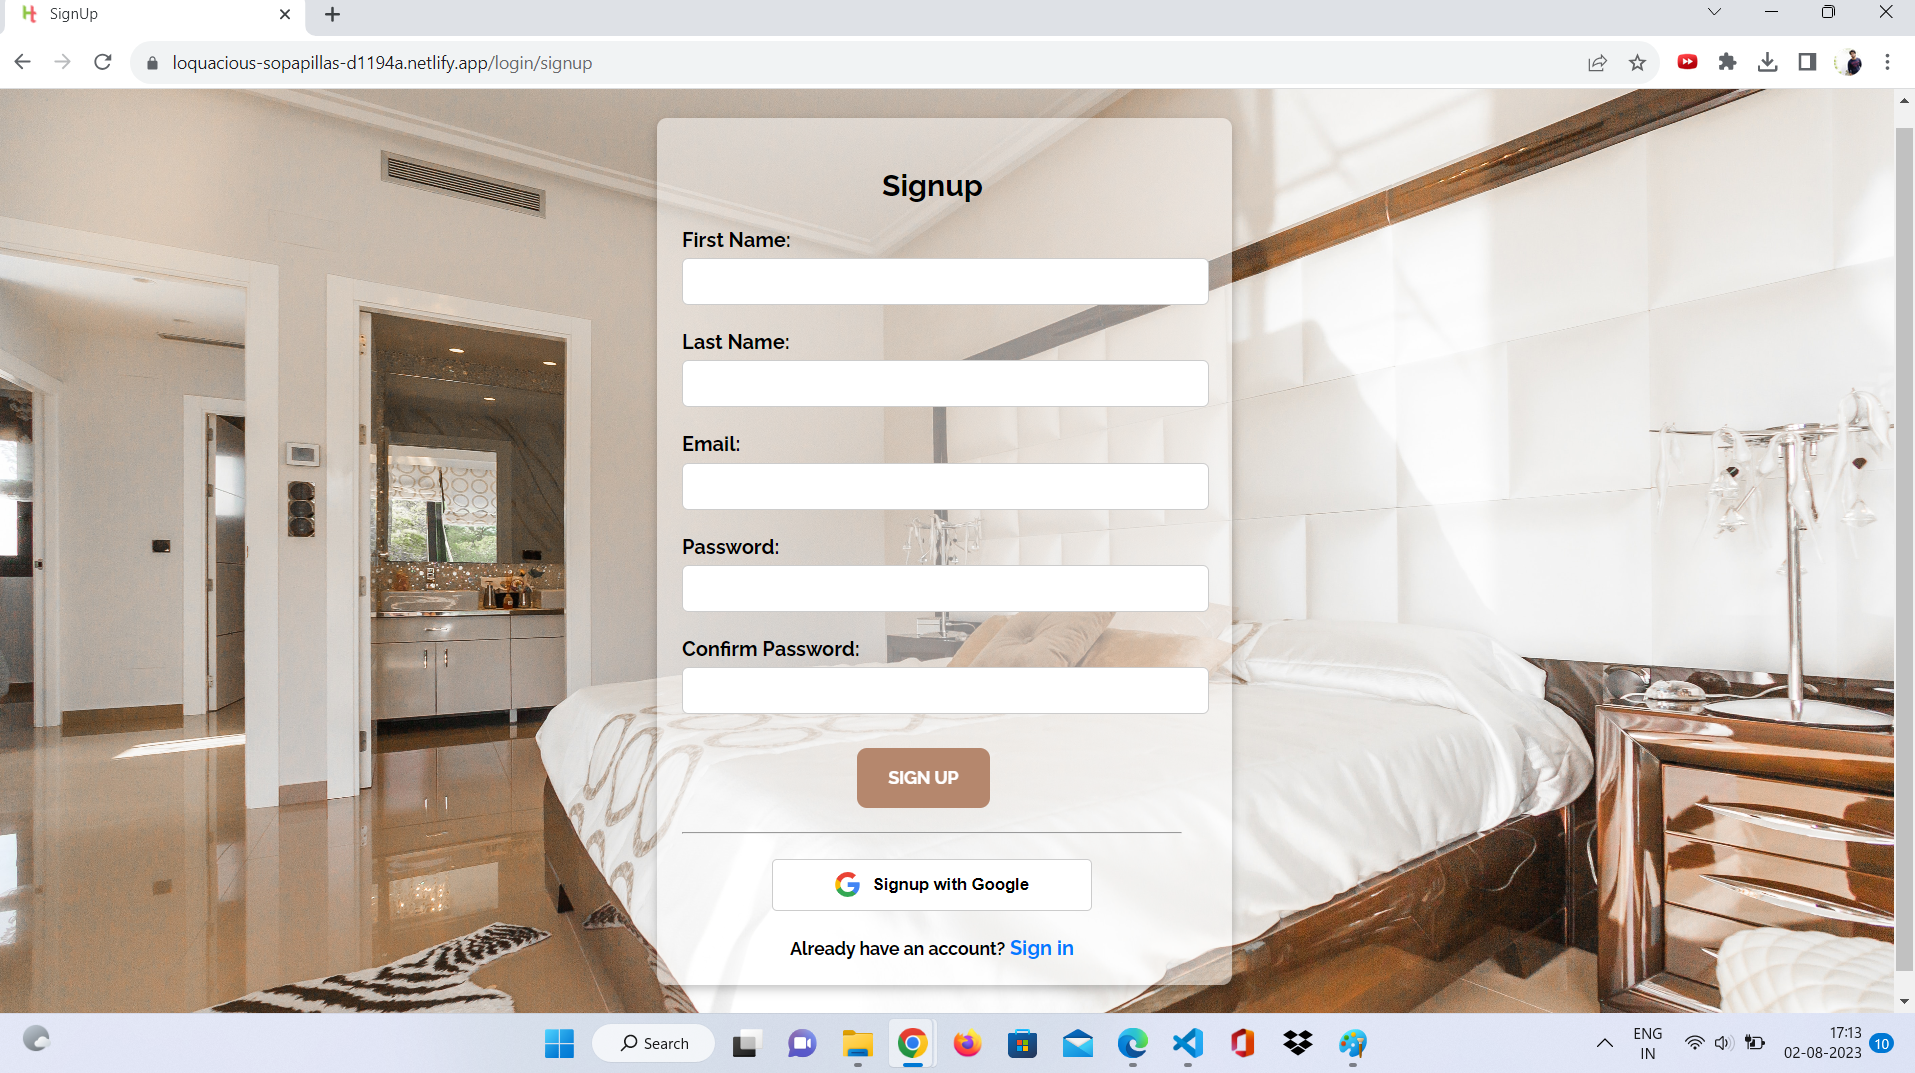 SignUp
loquacious-sopapillas-d1194a.netlify.app/login/signup
Signup
First Name:
Last Name:
Email:
Password:
Confirm Password:
SIGN UP
Signup with Google
Already have an account? Sign in
Search
ENG
IN
17:13
02-08-2023
10